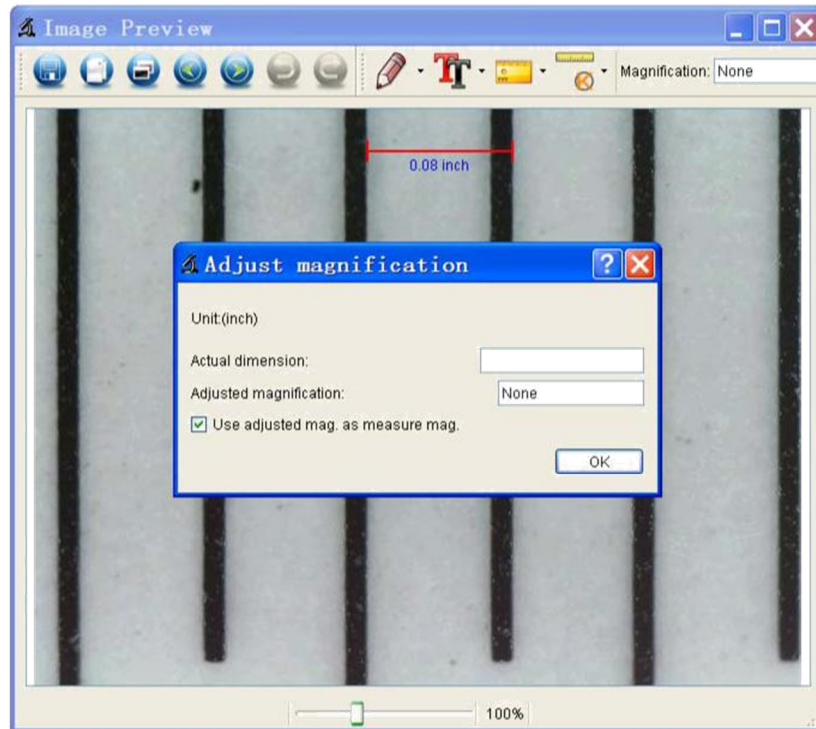 Image Preview
Magnification: None
0.08 inch
Adjust magnification
Unit:(inch)
Actual dimension:
Adjusted magnification: None
Use adjusted mag. as measure mag.
OK
100%